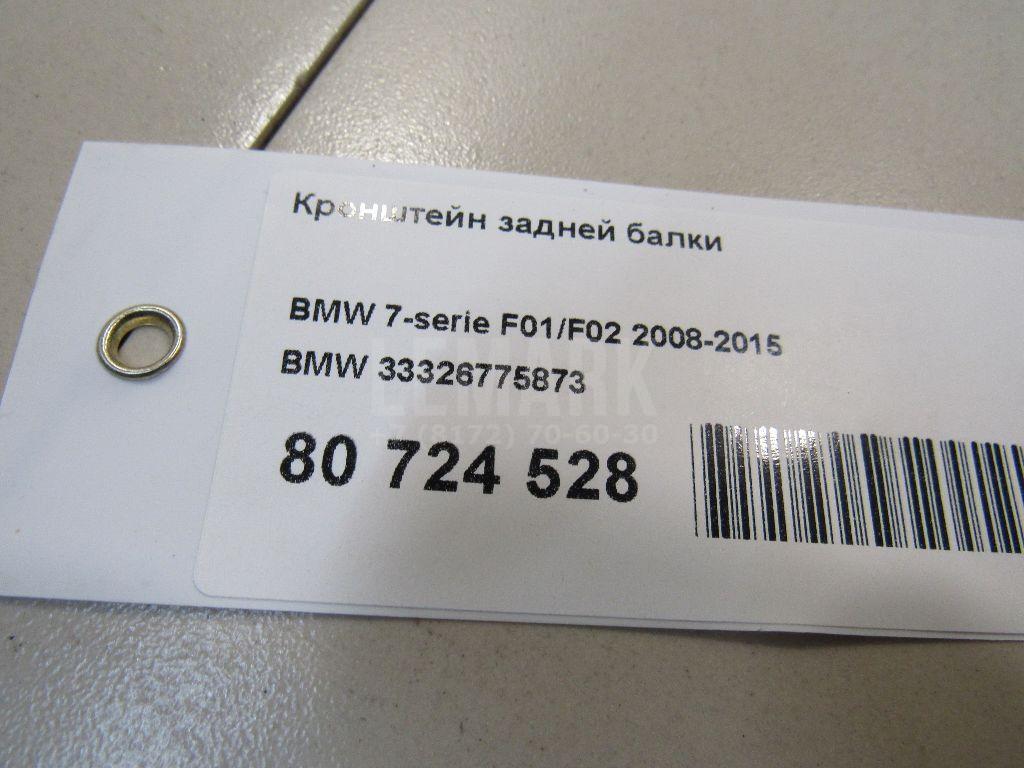 Кронштейн задней балки
BMW 7-serie F01/F02 2008-2015
BMW 33326775873
LEMARK
+7 (8172) 70-60-30
80 724 528